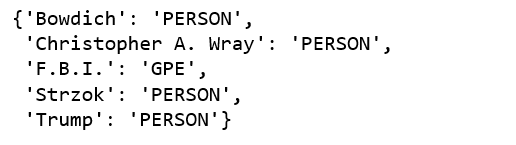 {'Bowdich': 'PERSON',
 'Christopher A. Wray': 'PERSON',
 'F.B.I.': 'GPE',
 'Strzok': 'PERSON',
 'Trump': 'PERSON'}